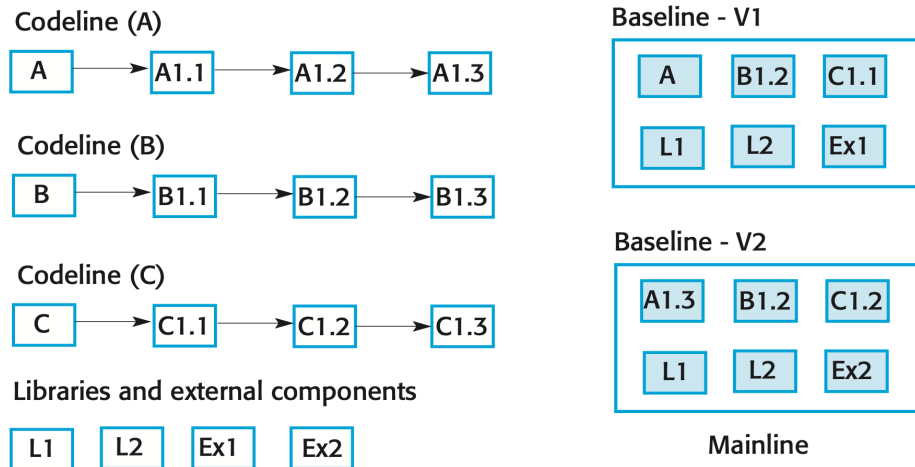 Codeline (A)
A A1.1 A1.2 A1.3
Codeline (B)
B B1.1 B1.2 B1.3
Codeline (C)
C C1.1 C1.2 C1.3
Libraries and external components
L1 L2 Ex1 Ex2
Baseline - V1
A B1.2 C1.1
L1 L2 Ex1
Baseline - V2
A1.3 B1.2 C1.2
L1 L2 Ex2
Mainline